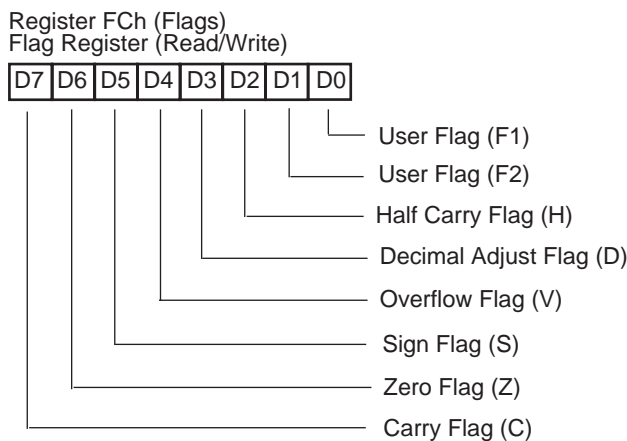 Register FCh (Flags)
Flag Register (Read/Write)
D7 D6 D5 D4 D3 D2 D1 D0
User Flag (F1)
User Flag (F2)
Half Carry Flag (H)
Decimal Adjust Flag (D)
Overflow Flag (V)
Sign Flag (S)
Zero Flag (Z)
Carry Flag (C)